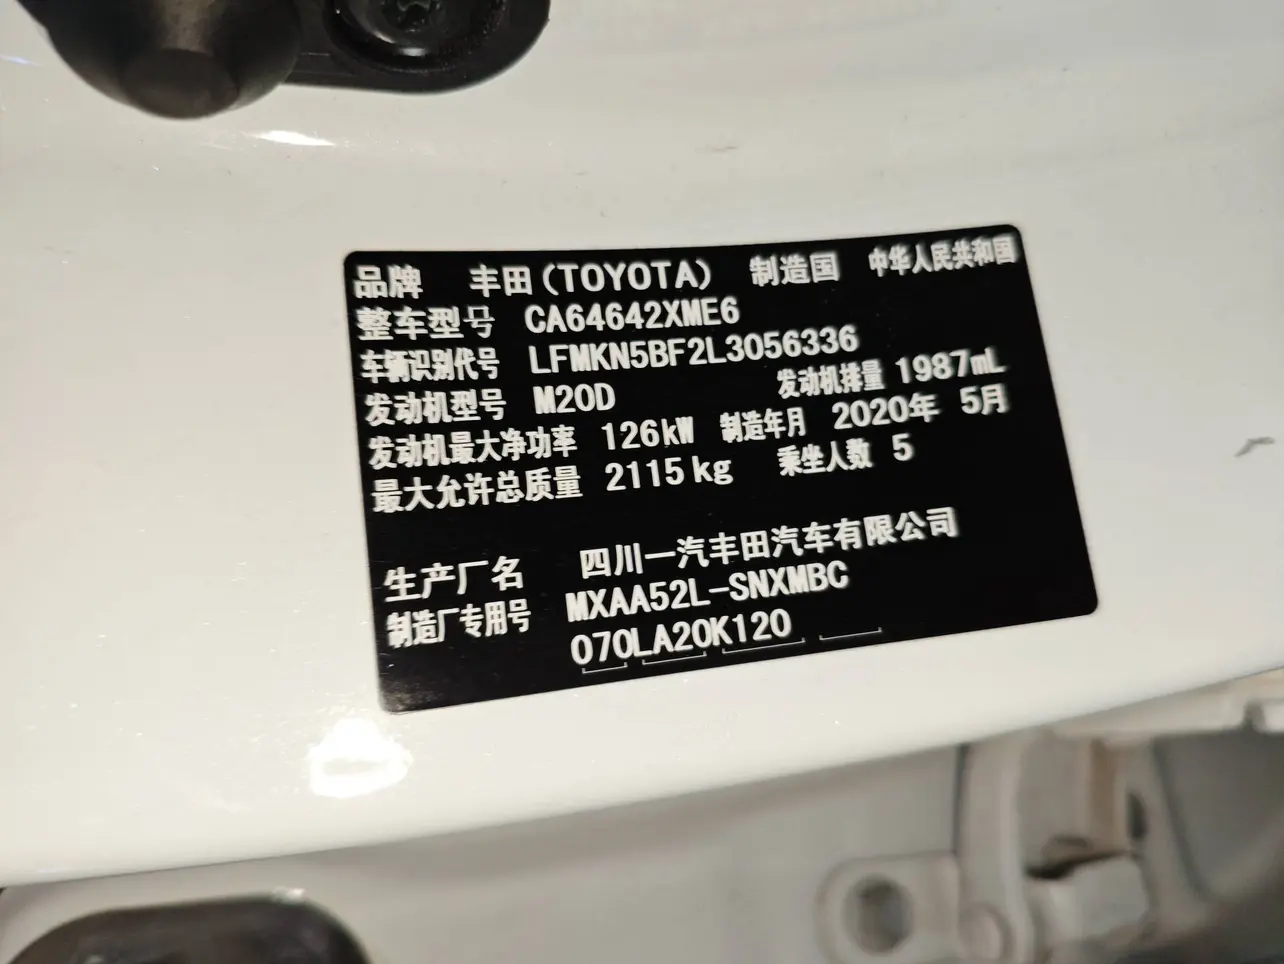 品牌 丰田(TOYOTA) 制造国 中华人民共和国
整车型号 CA64642XME6
车辆识别代号 LFMKN5BF2L3056336
发动机型号 M20D 发动机排量 1987mL
发动机最大净功率 126kW 制造年月 2020年 5月
最大允许总质量 2115kg 乘坐人数 5
生产厂名 四川一汽丰田汽车有限公司
制造厂专用号 MXAA52L-SNXMBC
070LA20K120